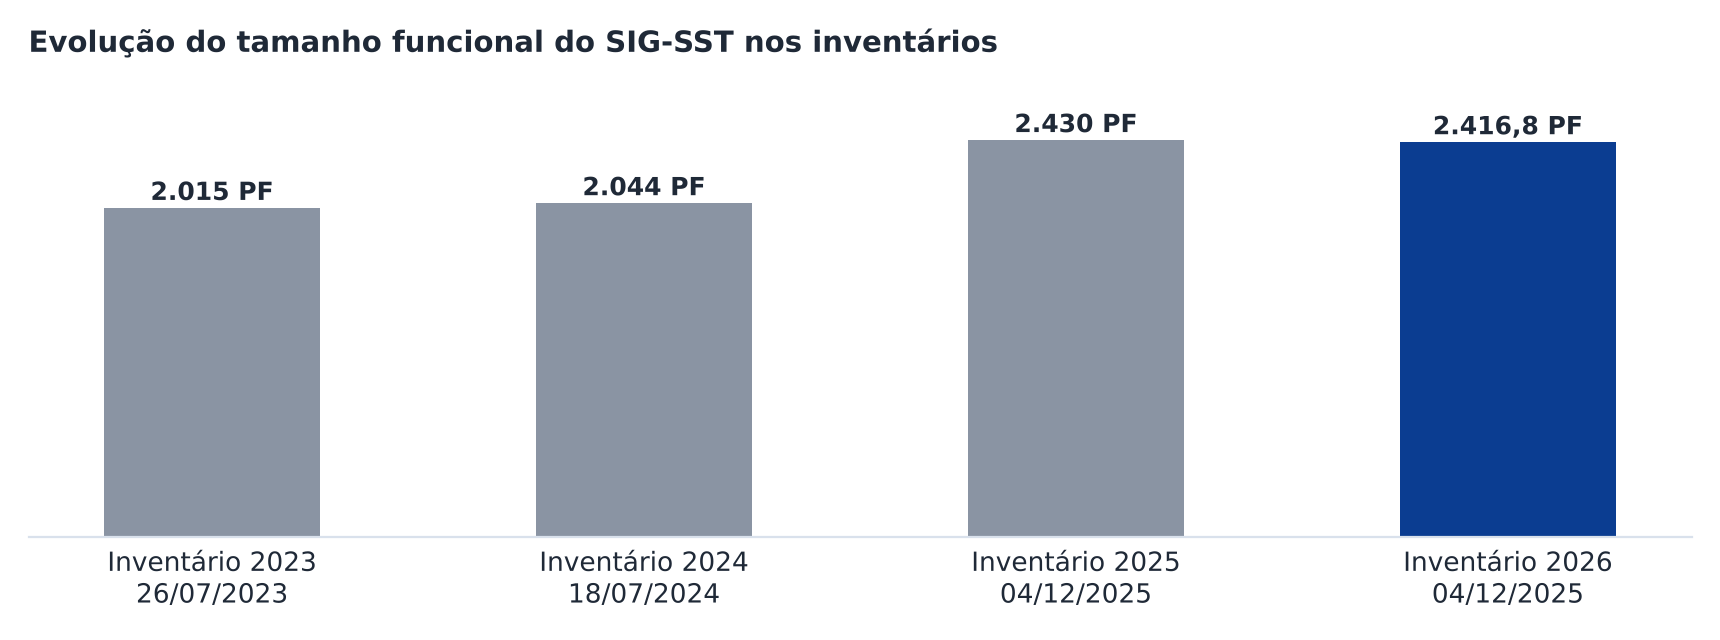 Evolução do tamanho funcional do SIG-SST nos inventários
2.015 PF
2.044 PF
2.430 PF
2.416,8 PF
Inventário 2023
26/07/2023
Inventário 2024
18/07/2024
Inventário 2025
04/12/2025
Inventário 2026
04/12/2025